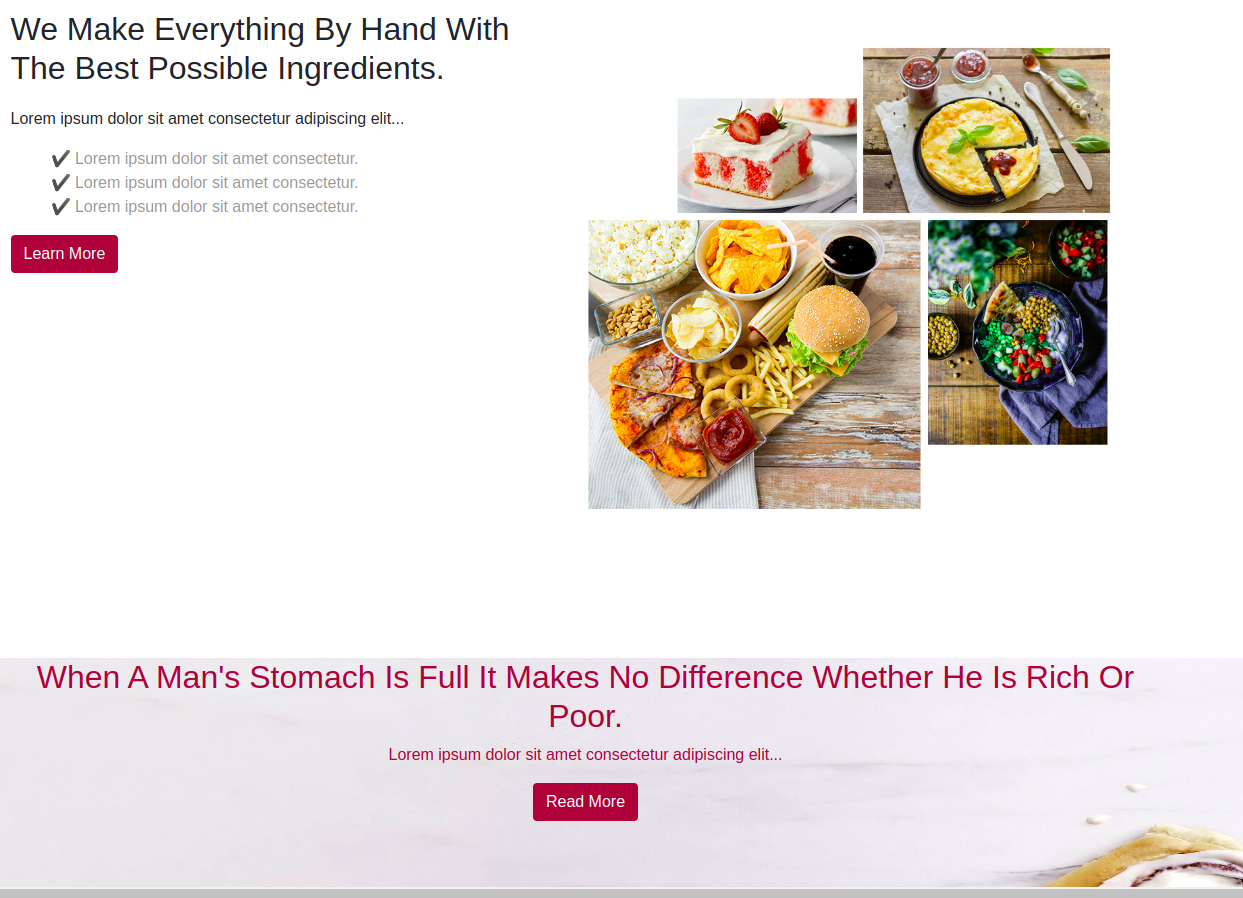 We Make Everything By Hand With
The Best Possible Ingredients.
Lorem ipsum dolor sit amet consectetur adipiscing elit...
✔ Lorem ipsum dolor sit amet consectetur.
✔ Lorem ipsum dolor sit amet consectetur.
✔ Lorem ipsum dolor sit amet consectetur.
Learn More
When A Man's Stomach Is Full It Makes No Difference Whether He Is Rich Or
Poor.
Lorem ipsum dolor sit amet consectetur adipiscing elit...
Read More